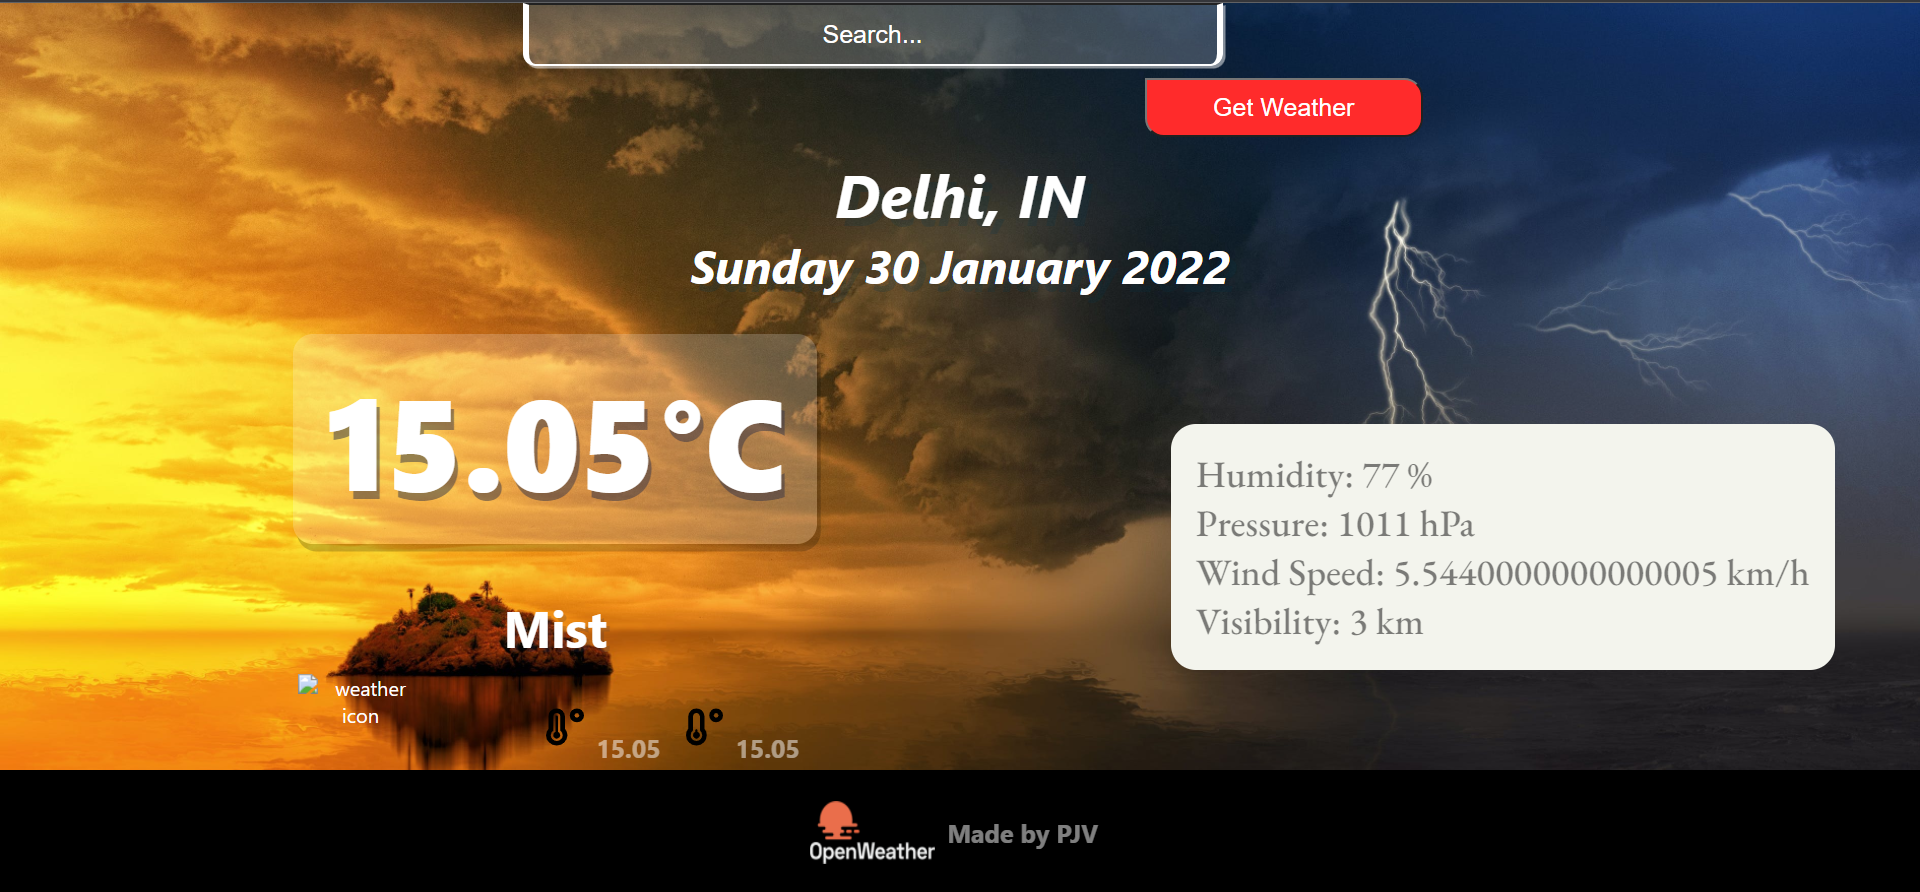 Search...
Get Weather
Delhi, IN
Sunday 30 January 2022
15.05°C
Mist
weather
icon
15.05 15.05
Humidity: 77 %
Pressure: 1011 hPa
Wind Speed: 5.5440000000000005 km/h
Visibility: 3 km
OpenWeather Made by PJV